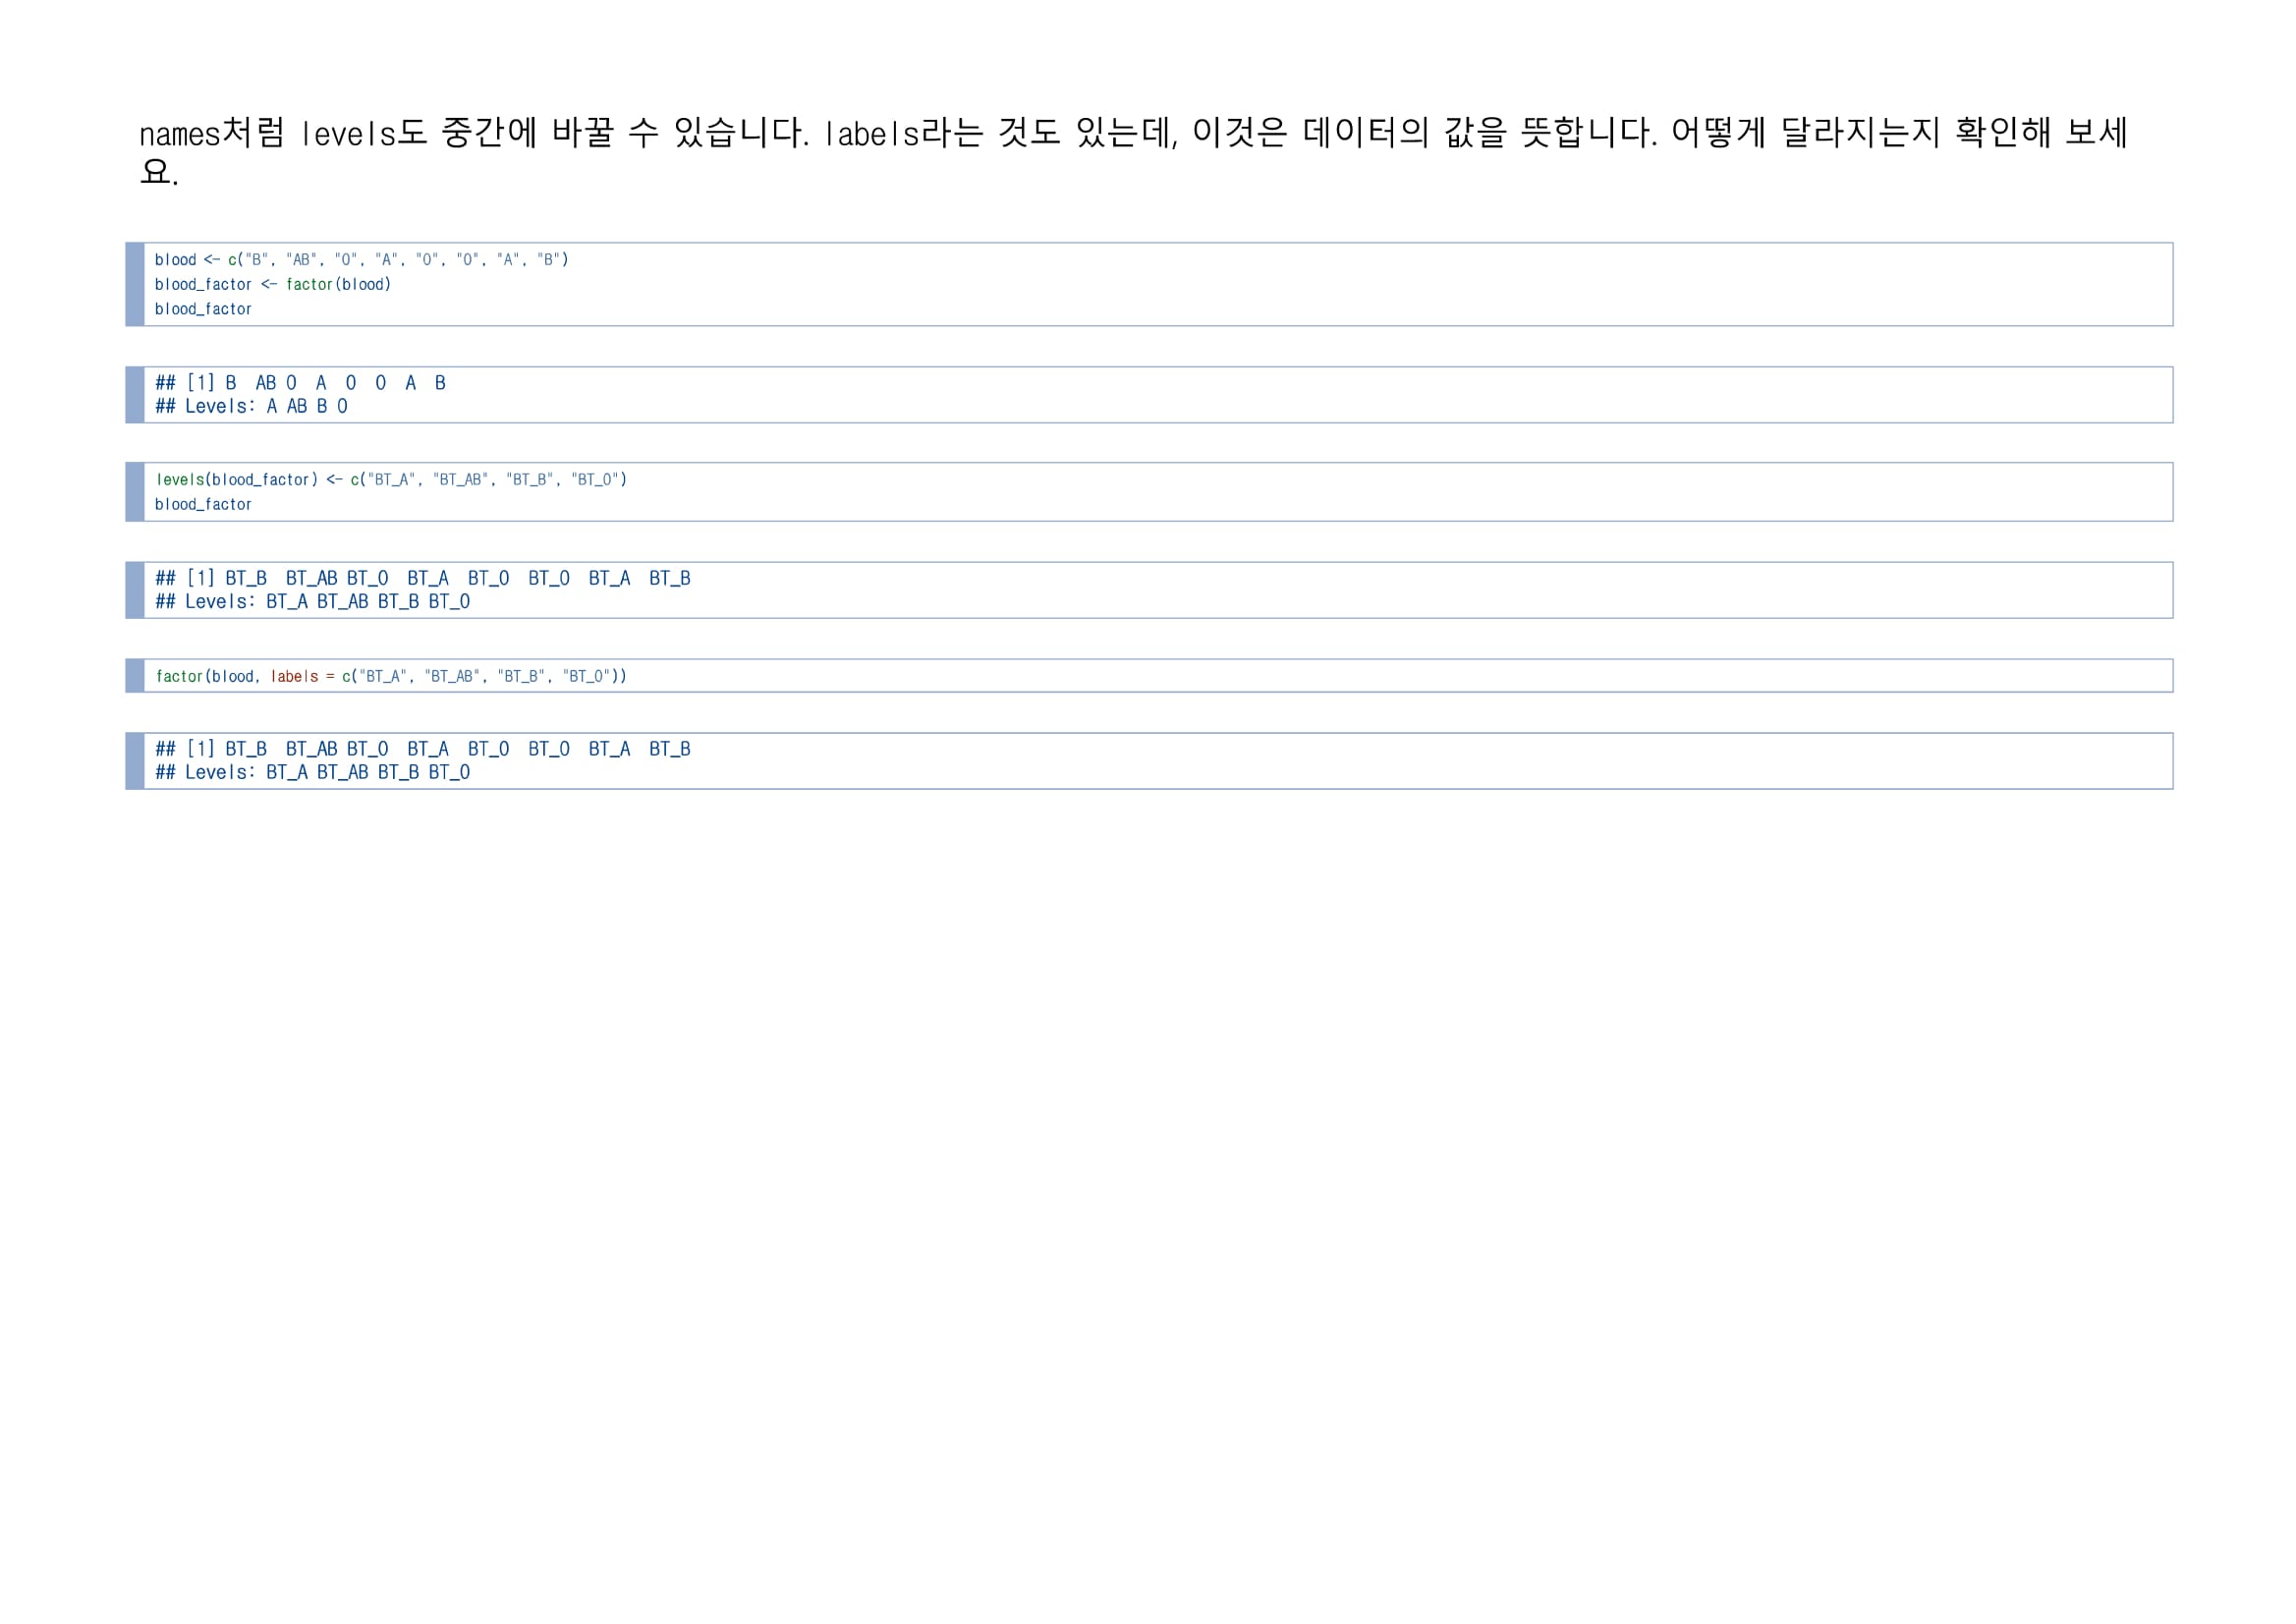 names처럼 levels도 중간에 바꿀 수 있습니다. labels라는 것도 있는데, 이것은 데이터의 값을 뜻합니다. 어떻게 달라지는지 확인해 보세
요.
blood <- c("B", "AB", "O", "A", "O", "O", "A", "B")
blood_factor <- factor(blood)
blood_factor
## [1] B  AB O  A  O  O  A  B
## Levels: A AB B O
levels(blood_factor) <- c("BT_A", "BT_AB", "BT_B", "BT_O")
blood_factor
## [1] BT_B  BT_AB BT_O  BT_A  BT_O  BT_O  BT_A  BT_B
## Levels: BT_A BT_AB BT_B BT_O
factor(blood, labels = c("BT_A", "BT_AB", "BT_B", "BT_O"))
## [1] BT_B  BT_AB BT_O  BT_A  BT_O  BT_O  BT_A  BT_B
## Levels: BT_A BT_AB BT_B BT_O